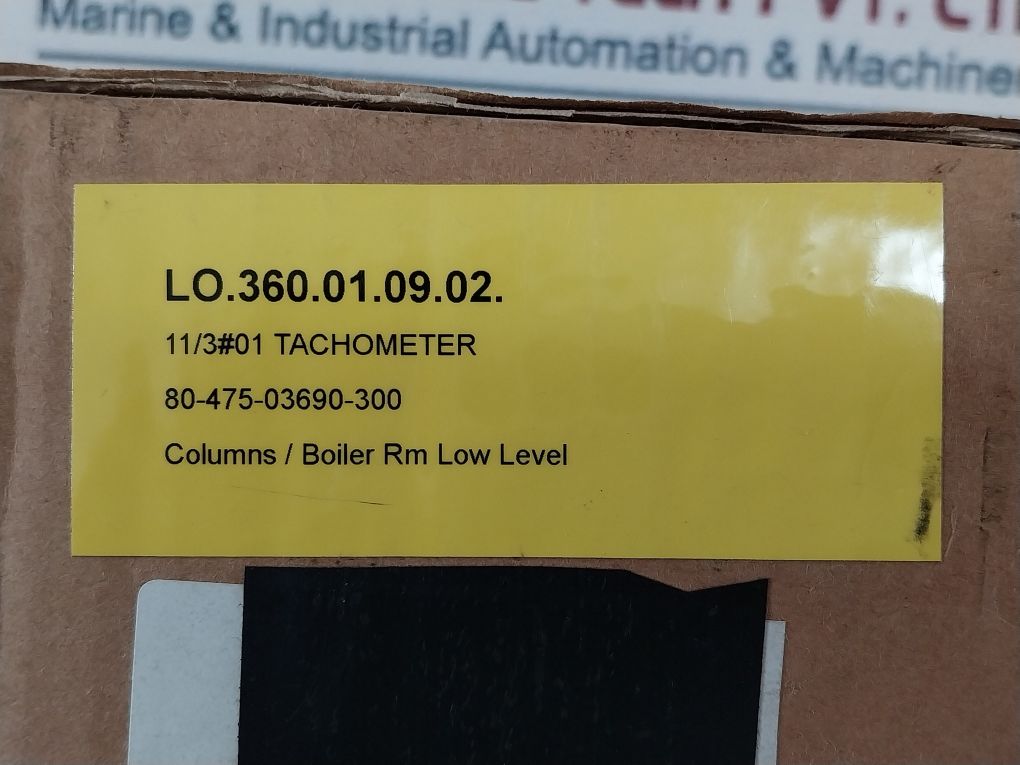 Marine & Industrial Automation &
LO.360.01.09.02.
11/3#01 TACHOMETER
80-475-03690-300
Columns / Boiler Rm Low Level